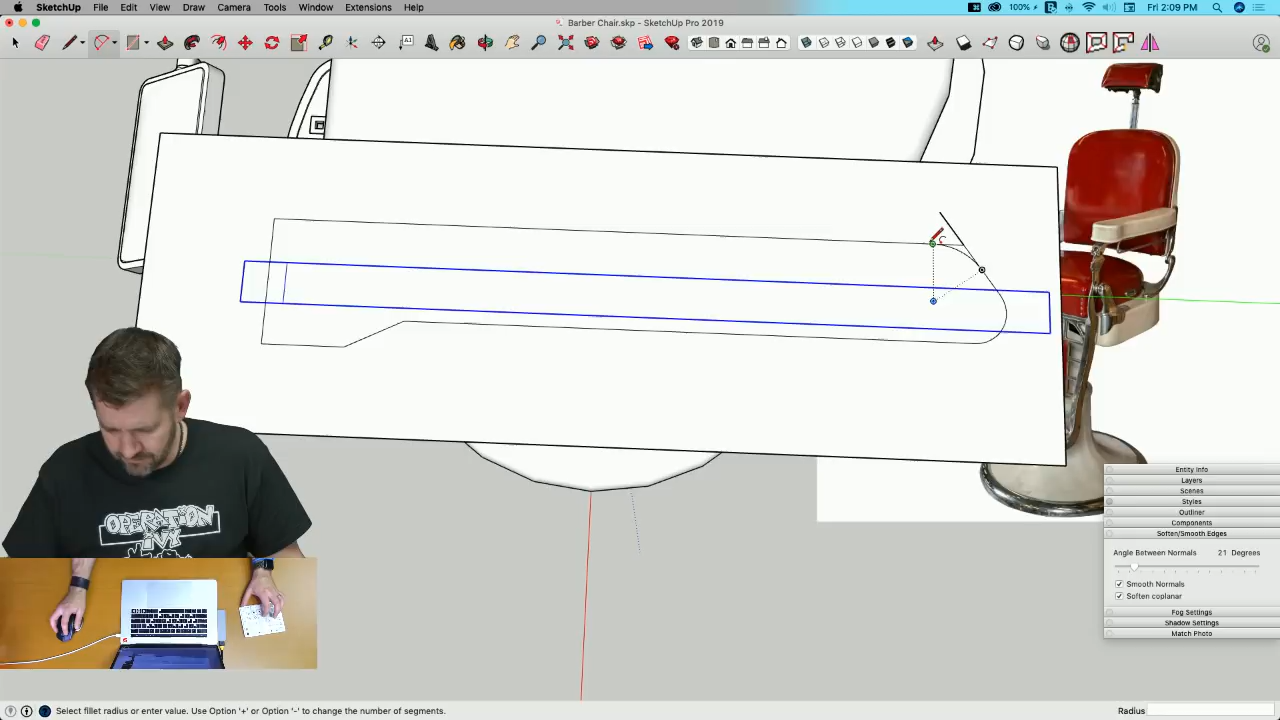 SketchUp File Edit View Draw Camera Tools Window Extensions Help
100% Fri 2:09 PM
Barber Chair.skp - SketchUp Pro 2019
OPERATION
IVY
Entity Info
Layers
Scenes
Styles
Outliner
Components
Soften/Smooth Edges
Angle Between Normals 21 Degrees
Smooth Normals
Soften coplanar
Fog Settings
Shadow Settings
Match Photo
Select fillet radius or enter value. Use Option '+' or Option '-' to change the number of segments.
Radius